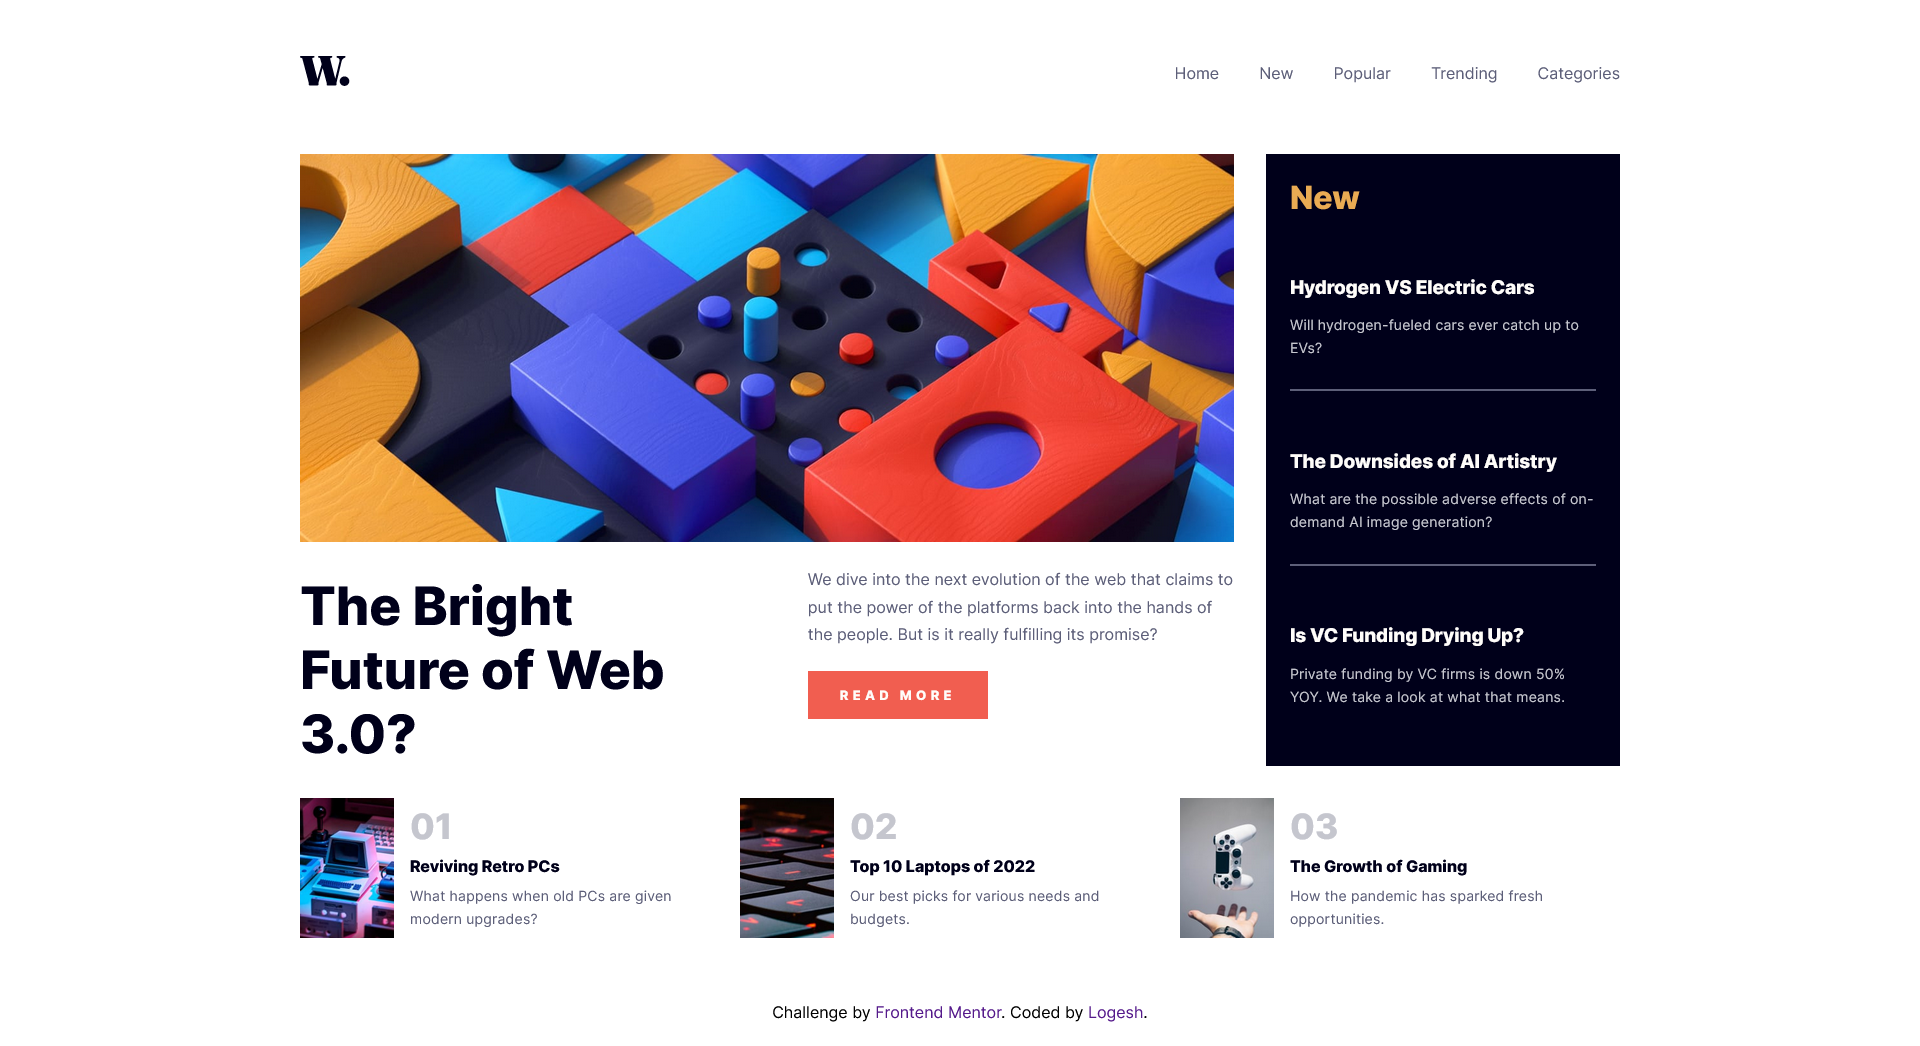 W.
Home
New
Popular
Trending
Categories
New
Hydrogen VS Electric Cars
Will hydrogen-fueled cars ever catch up to
EVs?
The Downsides of AI Artistry
What are the possible adverse effects of on-
demand AI image generation?
Is VC Funding Drying Up?
Private funding by VC firms is down 50%
YOY. We take a look at what that means.
The Bright
Future of Web
3.0?
We dive into the next evolution of the web that claims to
put the power of the platforms back into the hands of
the people. But is it really fulfilling its promise?
READ MORE
01
Reviving Retro PCs
What happens when old PCs are given
modern upgrades?
02
Top 10 Laptops of 2022
Our best picks for various needs and
budgets.
03
The Growth of Gaming
How the pandemic has sparked fresh
opportunities.
Challenge by Frontend Mentor. Coded by Logesh.